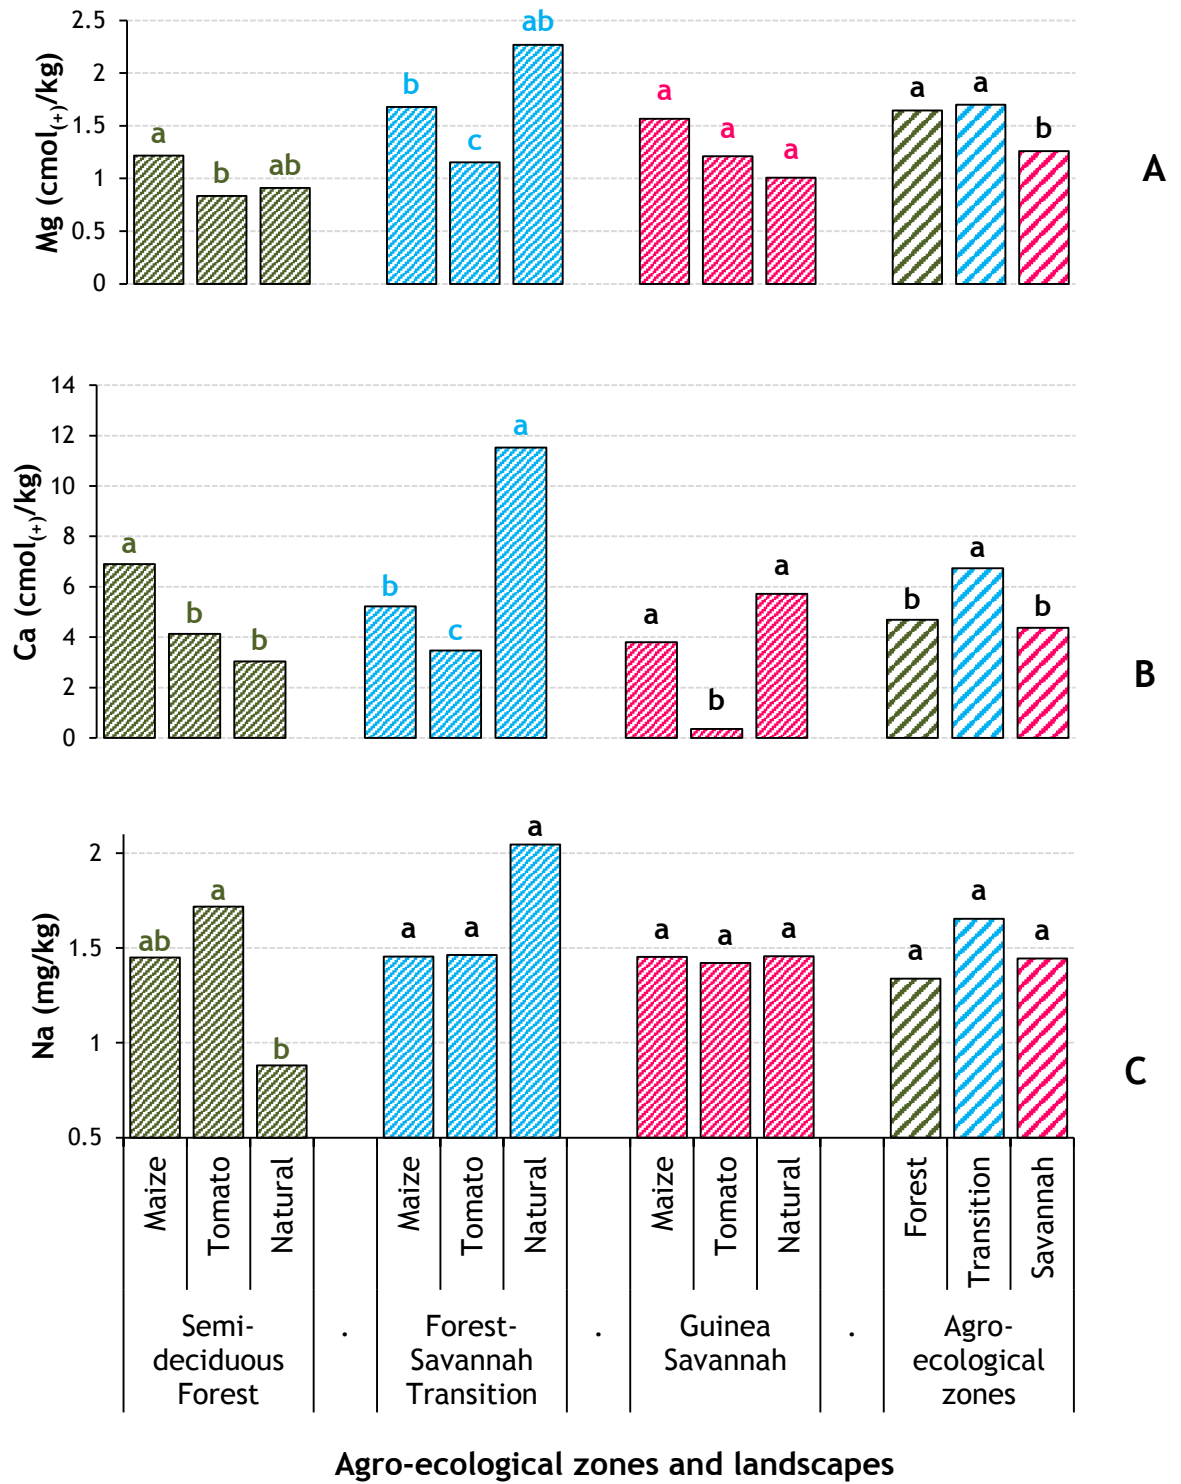 Mg (cmol(+)/kg)
2.5
2
1.5
1
0.5
0
a
b
ab
b
c
ab
a
a
a
a
a
b
A
Ca (cmol(+)/kg)
14
12
10
8
6
4
2
0
a
b
b
b
c
a
a
b
a
b
a
b
B
Na (mg/kg)
2
1.5
1
0.5
ab
a
b
a
a
a
a
a
a
a
a
a
C
Maize
Tomato
Natural
Maize
Tomato
Natural
Maize
Tomato
Natural
Forest
Transition
Savannah
Semi-
deciduous
Forest
.
Forest-
Savannah
Transition
.
Guinea
Savannah
.
Agro-
ecological
zones
Agro-ecological zones and landscapes